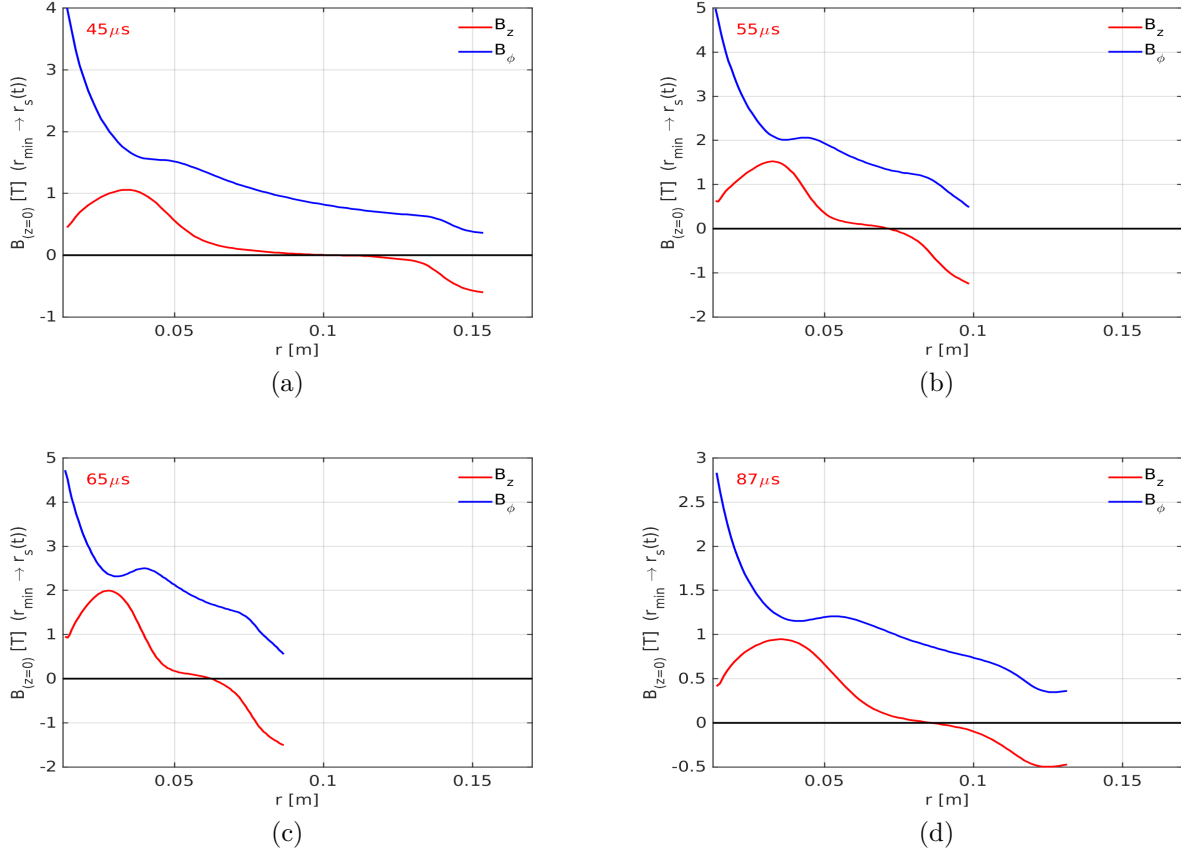 45μs
B_z
B_ϕ
B_(z=0) [T] (r_min → r_s(t))
4
3
2
1
0
-1
0.05
0.1
0.15
r [m]
(a)
55μs
B_z
B_ϕ
B_(z=0) [T] (r_min → r_s(t))
5
4
3
2
1
0
-1
-2
0.05
0.1
0.15
r [m]
(b)
65μs
B_z
B_ϕ
B_(z=0) [T] (r_min → r_s(t))
5
4
3
2
1
0
-1
-2
0.05
0.1
0.15
r [m]
(c)
87μs
B_z
B_ϕ
B_(z=0) [T] (r_min → r_s(t))
3
2.5
2
1.5
1
0.5
0
-0.5
0.05
0.1
0.15
r [m]
(d)